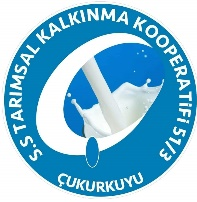 S.S TARIMSAL KALKINMA KOOPERATİFİ 51/3
ÇUKURKUYU